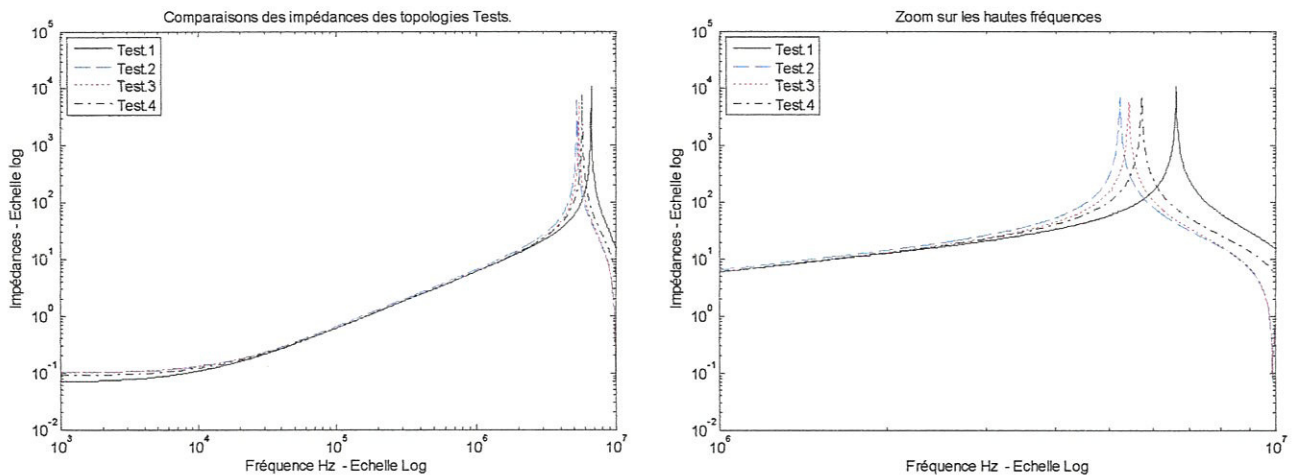 Comparaisons des impédances des topologies Tests.
10^5
10^4
10^3
10^2
10^1
10^0
10^-1
10^-2
Impédances - Echelle log
Test.1
Test.2
Test.3
Test.4
10^3
10^4
10^5
10^6
10^7
Fréquence Hz - Echelle Log
Zoom sur les hautes fréquences
10^5
10^4
10^3
10^2
10^1
10^0
10^-1
10^-2
Impédances - Echelle log
Test.1
Test.2
Test.3
Test.4
10^6
10^7
Fréquence Hz - Echelle Log